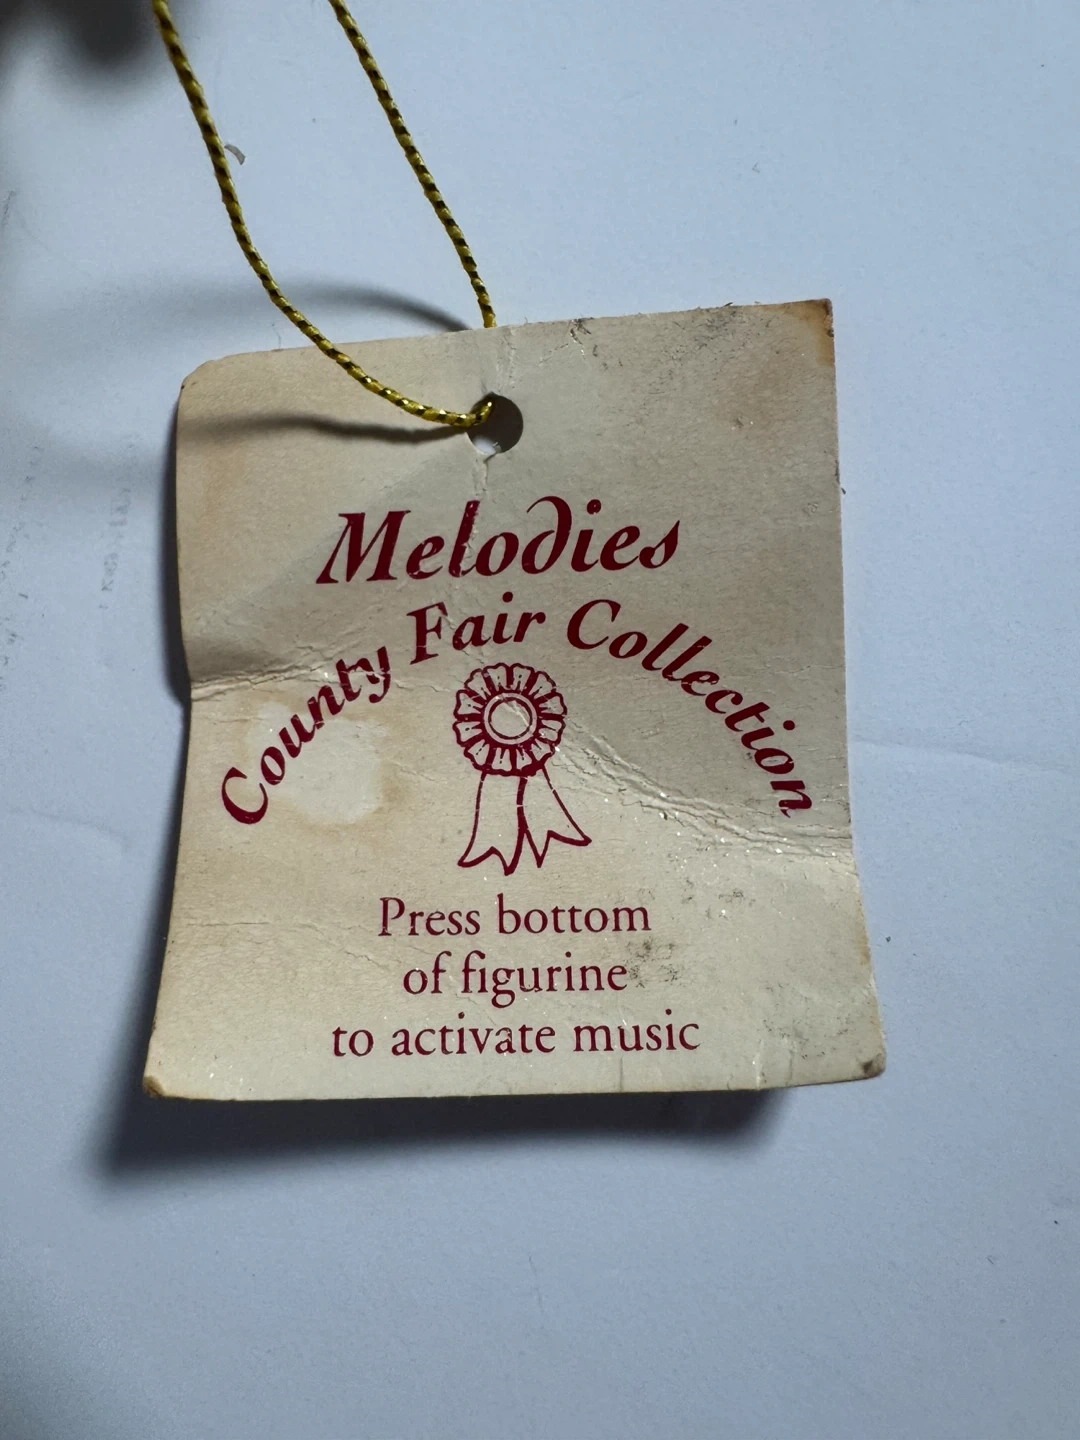 Melodies
County Fair Collection
Press bottom
of figurine
to activate music